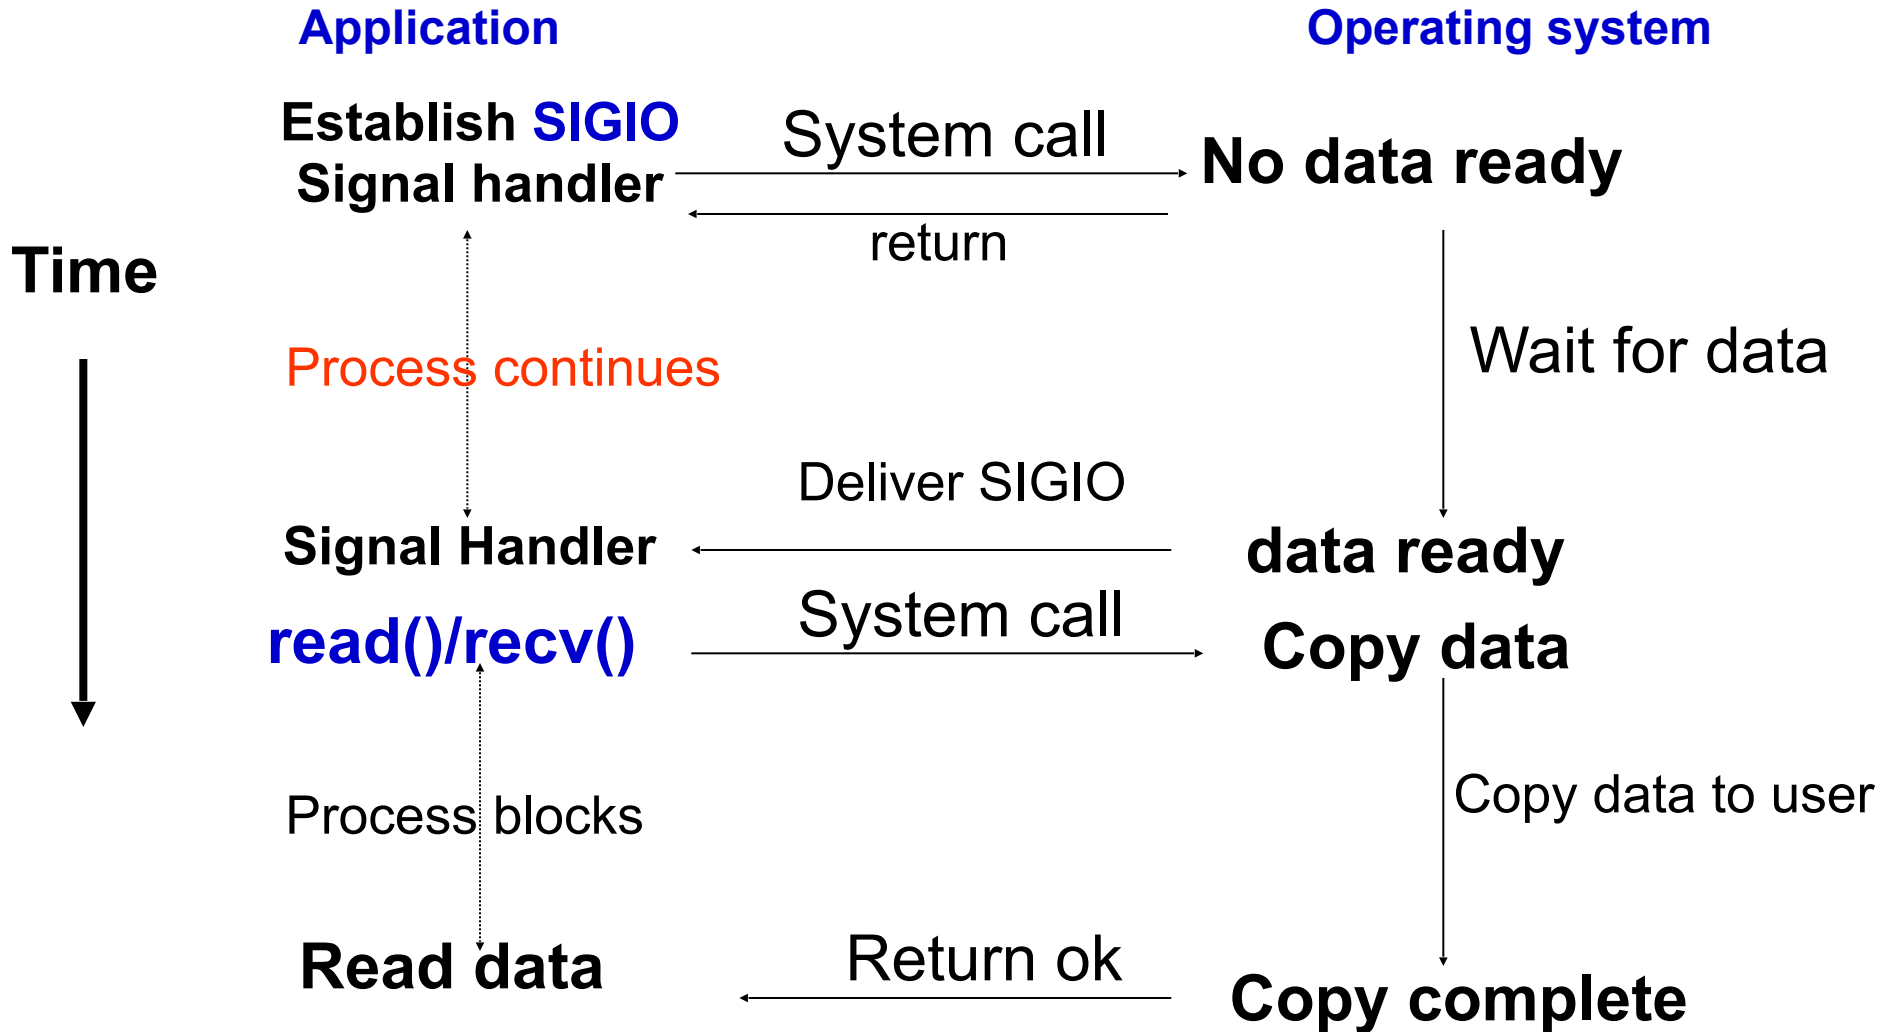 Application
Operating system
Establish SIGIO
Signal handler
System call
No data ready
return
Time
Process continues
Wait for data
Deliver SIGIO
Signal Handler
data ready
System call
read()/recv()
Copy data
Process blocks
Copy data to user
Read data
Return ok
Copy complete